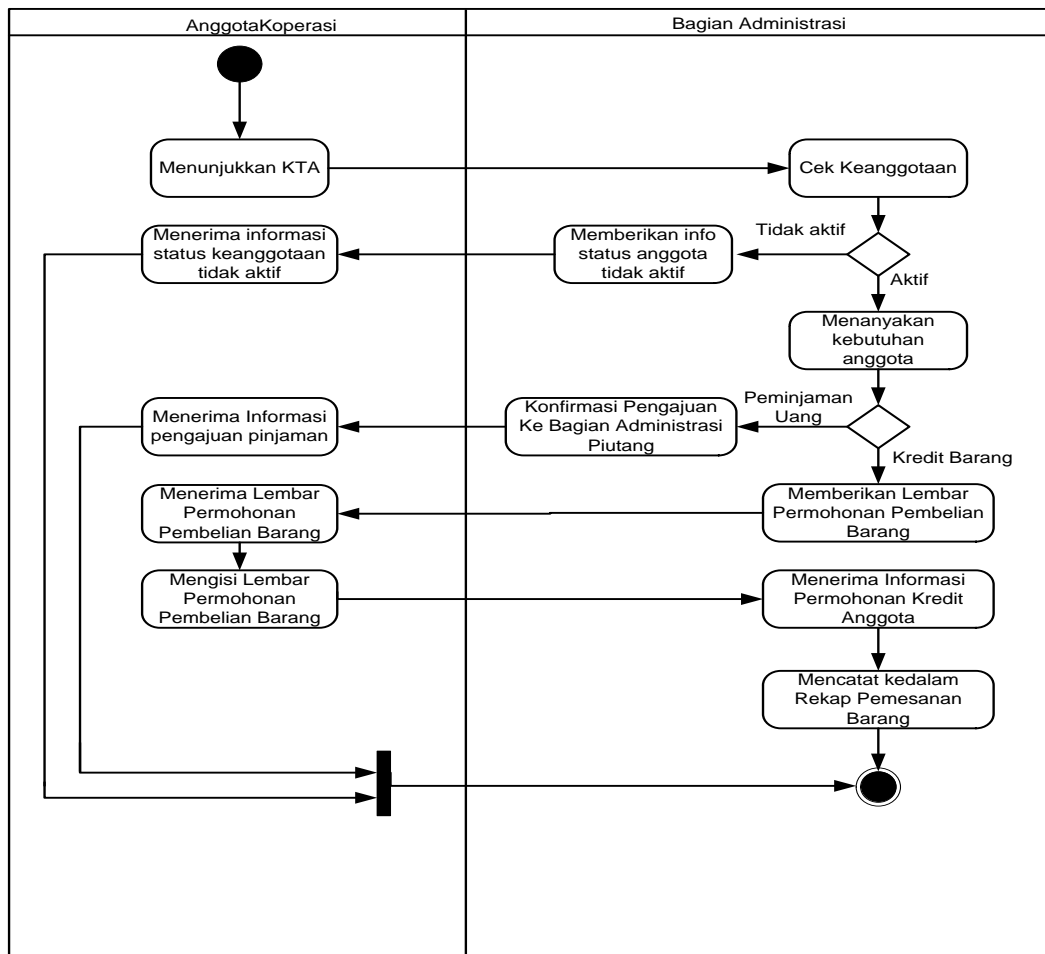 AnggotaKoperasi
Bagian Administrasi
Menunjukkan KTA
Cek Keanggotaan
Tidak aktif
Menerima informasi
status keanggotaan
tidak aktif
Memberikan info
status anggota
tidak aktif
Aktif
Menanyakan
kebutuhan
anggota
Peminjaman
Uang
Menerima Informasi
pengajuan pinjaman
Konfirmasi Pengajuan
Ke Bagian Administrasi
Piutang
Kredit Barang
Menerima Lembar
Permohonan
Pembelian Barang
Memberikan Lembar
Permohonan Pembelian
Barang
Mengisi Lembar
Permohonan
Pembelian Barang
Menerima Informasi
Permohonan Kredit
Anggota
Mencatat kedalam
Rekap Pemesanan
Barang